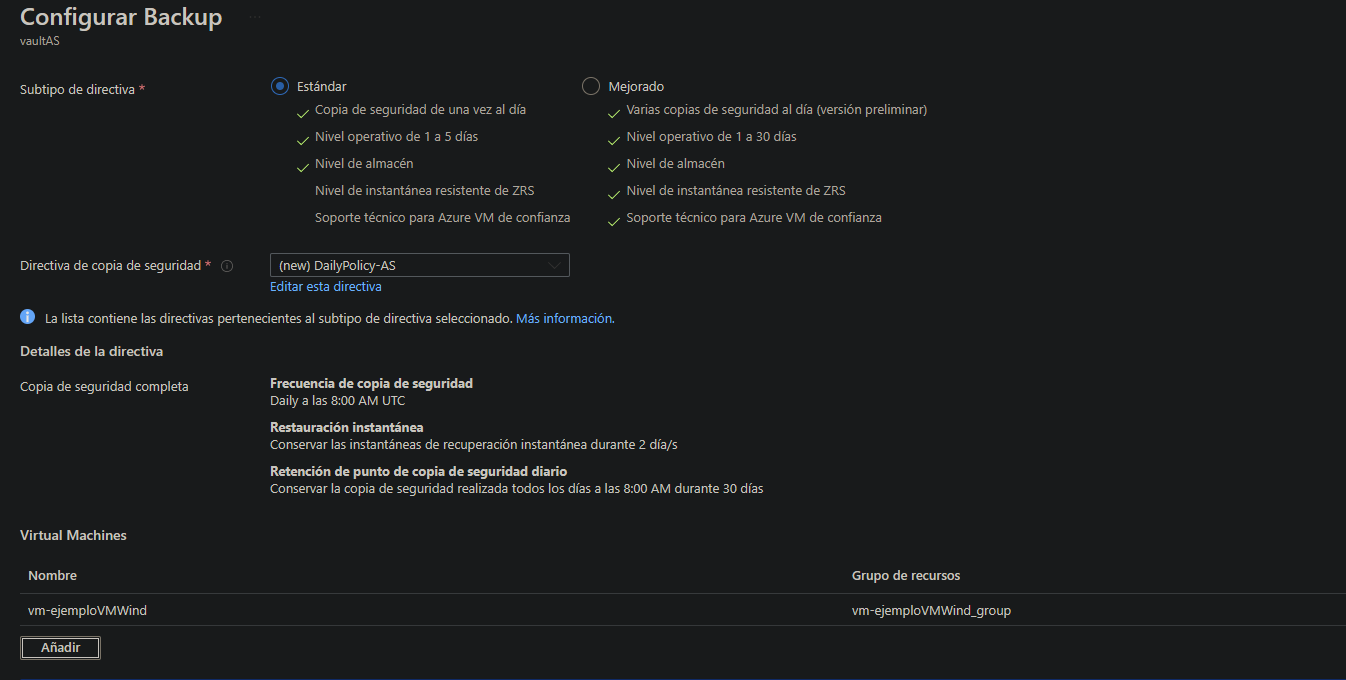 Configurar Backup ...
vaultAS
Subtipo de directiva *
Estándar
Copia de seguridad de una vez al día
Nivel operativo de 1 a 5 días
Nivel de almacén
Nivel de instantánea resistente de ZRS
Soporte técnico para Azure VM de confianza
Mejorado
Varias copias de seguridad al día (versión preliminar)
Nivel operativo de 1 a 30 días
Nivel de almacén
Nivel de instantánea resistente de ZRS
Soporte técnico para Azure VM de confianza
Directiva de copia de seguridad *
(new) DailyPolicy-AS
Editar esta directiva
La lista contiene las directivas pertenecientes al subtipo de directiva seleccionado. Más información.
Detalles de la directiva
Copia de seguridad completa
Frecuencia de copia de seguridad
Daily a las 8:00 AM UTC
Restauración instantánea
Conservar las instantáneas de recuperación instantánea durante 2 día/s
Retención de punto de copia de seguridad diario
Conservar la copia de seguridad realizada todos los días a las 8:00 AM durante 30 días
Virtual Machines
Nombre Grupo de recursos
vm-ejemploVMWind vm-ejemploVMWind_group
Añadir